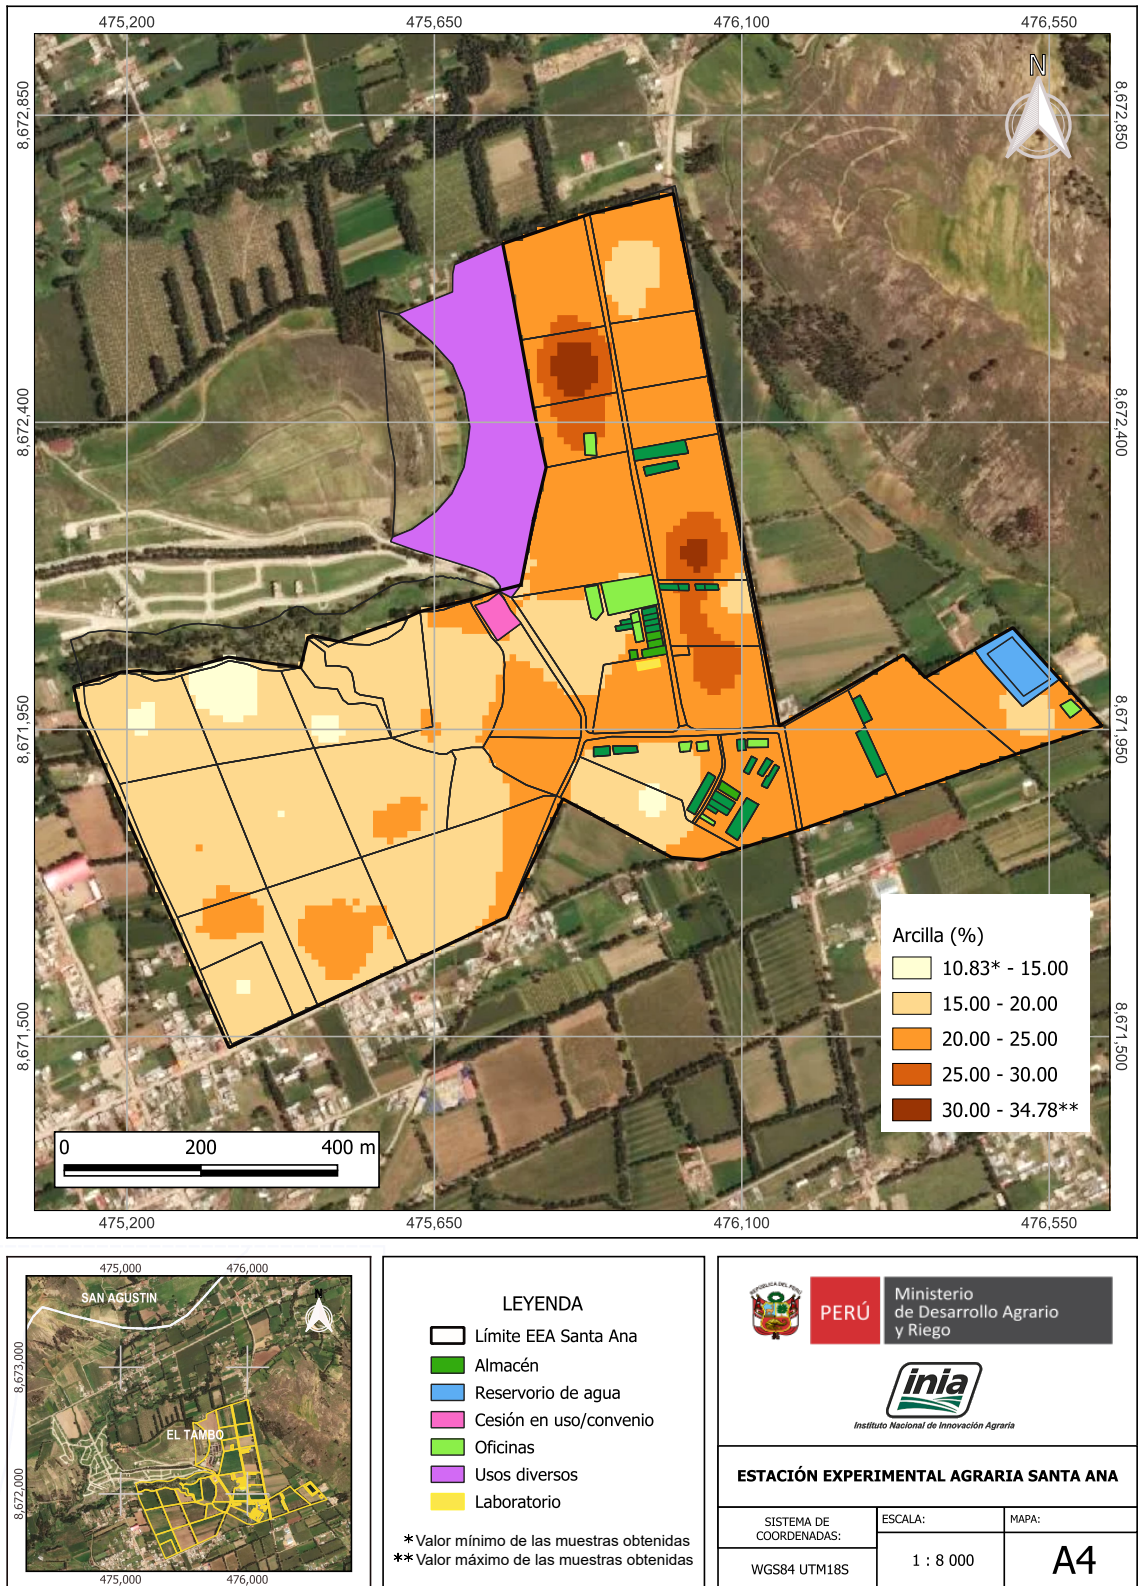 475,200
475,650
476,100
476,550
8,672,850
8,672,850
N
8,672,400
8,672,400
8,671,950
8,671,950
8,671,500
8,671,500
Arcilla (%)
10.83* - 15.00
15.00 - 20.00
20.00 - 25.00
25.00 - 30.00
30.00 - 34.78**
0 200 400 m
475,200
475,650
476,100
476,550
475,000
476,000
SAN AGUSTIN
N
8,673,000
EL TAMBO
8,672,000
475,000
476,000
LEYENDA
Límite EEA Santa Ana
Almacén
Reservorio de agua
Cesión en uso/convenio
Oficinas
Usos diversos
Laboratorio
* Valor mínimo de las muestras obtenidas
** Valor máximo de las muestras obtenidas
REPÚBLICA DEL PERÚ
PERÚ
Ministerio
de Desarrollo Agrario
y Riego
inia
Instituto Nacional de Innovación Agraria
ESTACIÓN EXPERIMENTAL AGRARIA SANTA ANA
SISTEMA DE
COORDENADAS:
WGS84 UTM18S
ESCALA:
1 : 8 000
MAPA:
A4